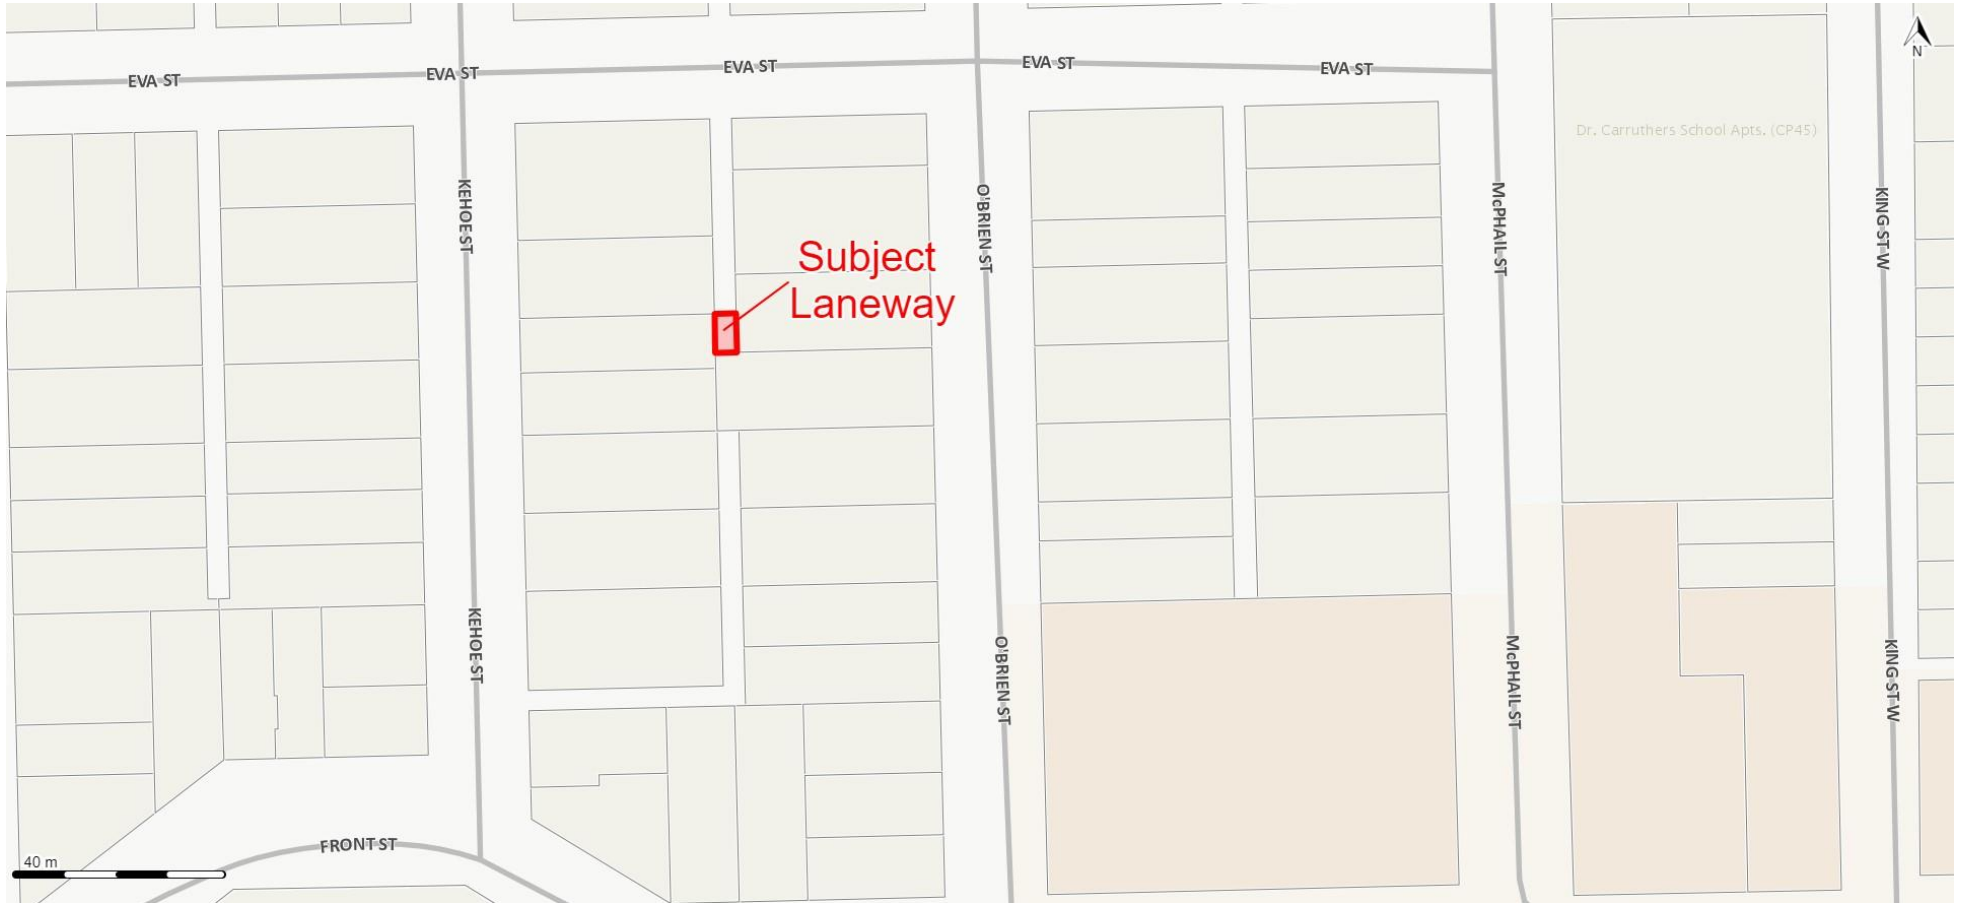 EVA ST
EVA ST
EVA ST
EVA ST
EVA ST
N
Dr. Carruthers School Apts. (CP45)
KEHOE ST
O'BRIEN ST
McPHAIL ST
KING ST W
Subject
Laneway
KEHOE ST
O'BRIEN ST
McPHAIL ST
KING ST W
FRONT ST
40 m